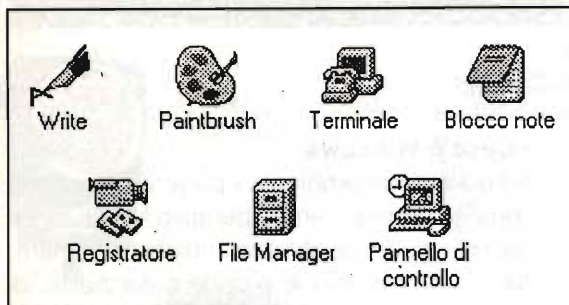 Write Paintbrush Terminale Blocco note
Registratore File Manager Pannello di
controllo